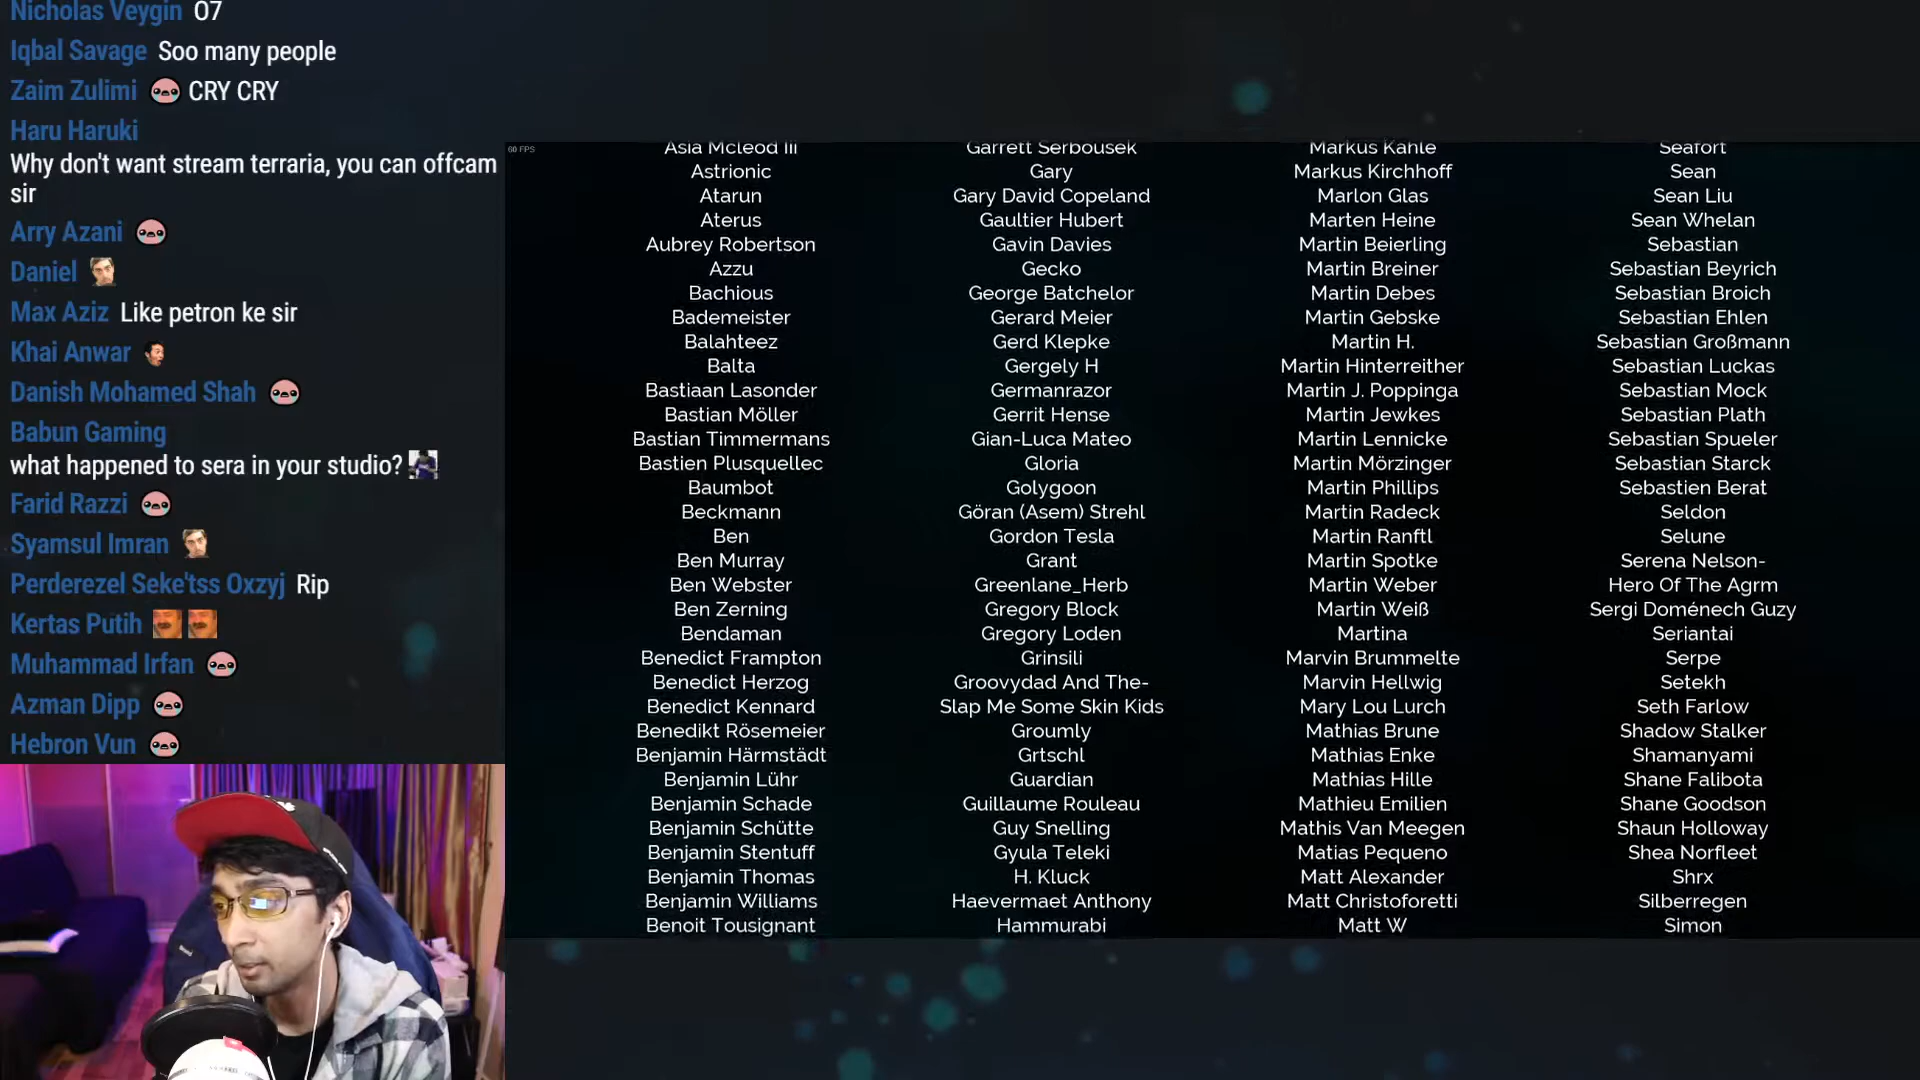 Nicholas Veygin O7
Iqbal Savage Soo many people
Zaim Zulimi CRY CRY
Haru Haruki
Why don't want stream terraria, you can offcam
sir
Arry Azani
Daniel
Max Aziz Like petron ke sir
Khai Anwar
Danish Mohamed Shah
Babun Gaming
what happened to sera in your studio?
Farid Razzi
Syamsul Imran
Perderezel Seke'tss Oxzyj Rip
Kertas Putih
Muhammad Irfan
Azman Dipp
Hebron Vun
60 FPS
Asia Mcleod Iii
Astrionic
Atarun
Aterus
Aubrey Robertson
Azzu
Bachious
Bademeister
Balahteez
Balta
Bastiaan Lasonder
Bastian Möller
Bastian Timmermans
Bastien Plusquellec
Baumbot
Beckmann
Ben
Ben Murray
Ben Webster
Ben Zerning
Bendaman
Benedict Frampton
Benedict Herzog
Benedict Kennard
Benedikt Rösemeier
Benjamin Härmstädt
Benjamin Lühr
Benjamin Schade
Benjamin Schütte
Benjamin Stentuff
Benjamin Thomas
Benjamin Williams
Benoit Tousignant
Garrett Serbousek
Gary
Gary David Copeland
Gaultier Hubert
Gavin Davies
Gecko
George Batchelor
Gerard Meier
Gerd Klepke
Gergely H
Germanrazor
Gerrit Hense
Gian-Luca Mateo
Gloria
Golygoon
Göran (Asem) Strehl
Gordon Tesla
Grant
Greenlane_Herb
Gregory Block
Gregory Loden
Grinsili
Groovydad And The-
Slap Me Some Skin Kids
Groumly
Grtschl
Guardian
Guillaume Rouleau
Guy Snelling
Gyula Teleki
H. Kluck
Haevermaet Anthony
Hammurabi
Markus Kahle
Markus Kirchhoff
Marlon Glas
Marten Heine
Martin Beierling
Martin Breiner
Martin Debes
Martin Gebske
Martin H.
Martin Hinterreither
Martin J. Poppinga
Martin Jewkes
Martin Lennicke
Martin Mörzinger
Martin Phillips
Martin Radeck
Martin Ranftl
Martin Spotke
Martin Weber
Martin Weiß
Martina
Marvin Brummelte
Marvin Hellwig
Mary Lou Lurch
Mathias Brune
Mathias Enke
Mathias Hille
Mathieu Emilien
Mathis Van Meegen
Matias Pequeno
Matt Alexander
Matt Christoforetti
Matt W
Seafort
Sean
Sean Liu
Sean Whelan
Sebastian
Sebastian Beyrich
Sebastian Broich
Sebastian Ehlen
Sebastian Großmann
Sebastian Luckas
Sebastian Mock
Sebastian Plath
Sebastian Spueler
Sebastian Starck
Sebastien Berat
Seldon
Selune
Serena Nelson-
Hero Of The Agrm
Sergi Doménech Guzy
Seriantai
Serpe
Setekh
Seth Farlow
Shadow Stalker
Shamanyami
Shane Falibota
Shane Goodson
Shaun Holloway
Shea Norfleet
Shrx
Silberregen
Simon